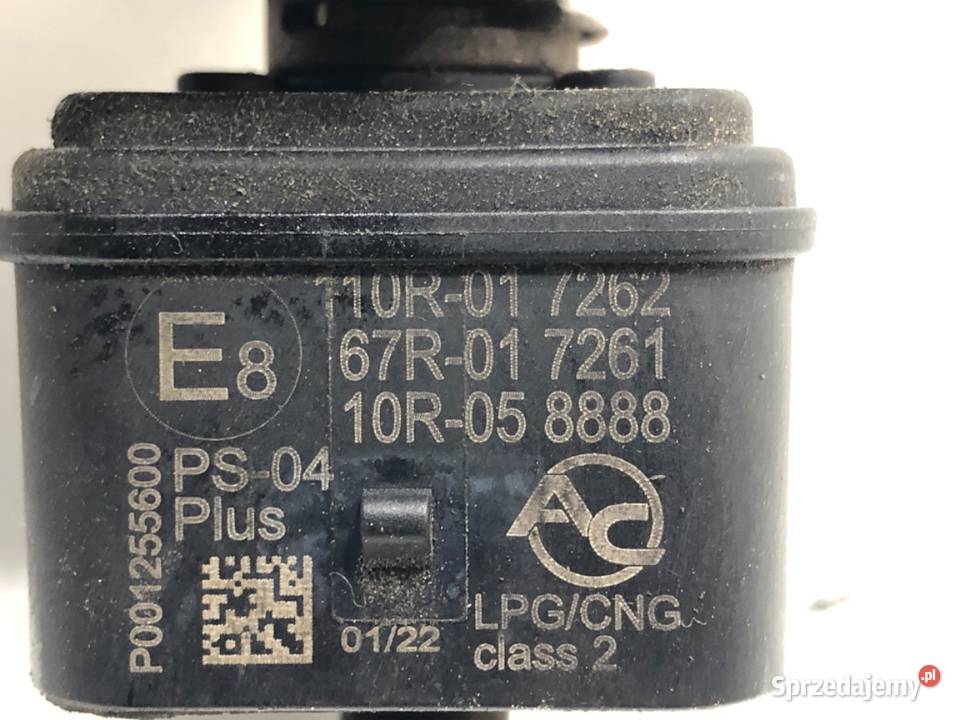 110R-01 7262
67R-01 7261
10R-05 8888
E8
PS-04
Plus
P001255600
AC
01/22
LPG/CNG
class 2
Sprzedajemy.pl